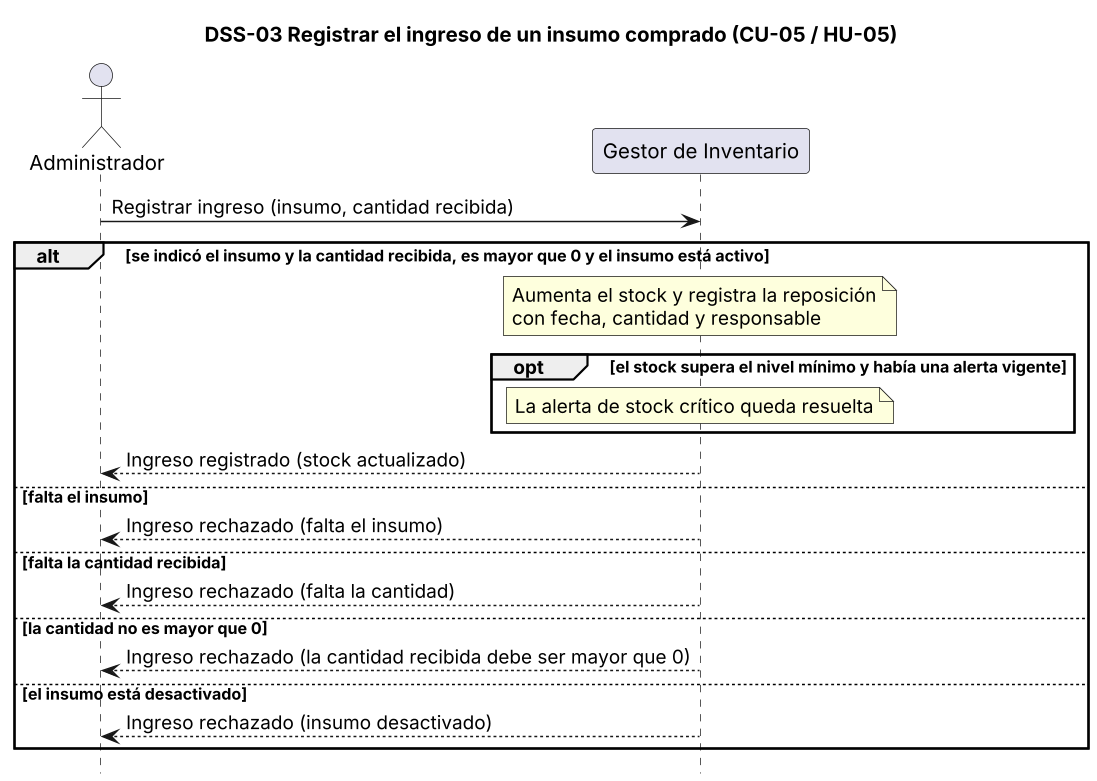 DSS-03 Registrar el ingreso de un insumo comprado (CU-05 / HU-05)
Administrador
Gestor de Inventario
Registrar ingreso (insumo, cantidad recibida)
alt
[se indicó el insumo y la cantidad recibida, es mayor que 0 y el insumo está activo]
Aumenta el stock y registra la reposición
con fecha, cantidad y responsable
opt
[el stock supera el nivel mínimo y había una alerta vigente]
La alerta de stock crítico queda resuelta
Ingreso registrado (stock actualizado)
[falta el insumo]
Ingreso rechazado (falta el insumo)
[falta la cantidad recibida]
Ingreso rechazado (falta la cantidad)
[la cantidad no es mayor que 0]
Ingreso rechazado (la cantidad recibida debe ser mayor que 0)
[el insumo está desactivado]
Ingreso rechazado (insumo desactivado)